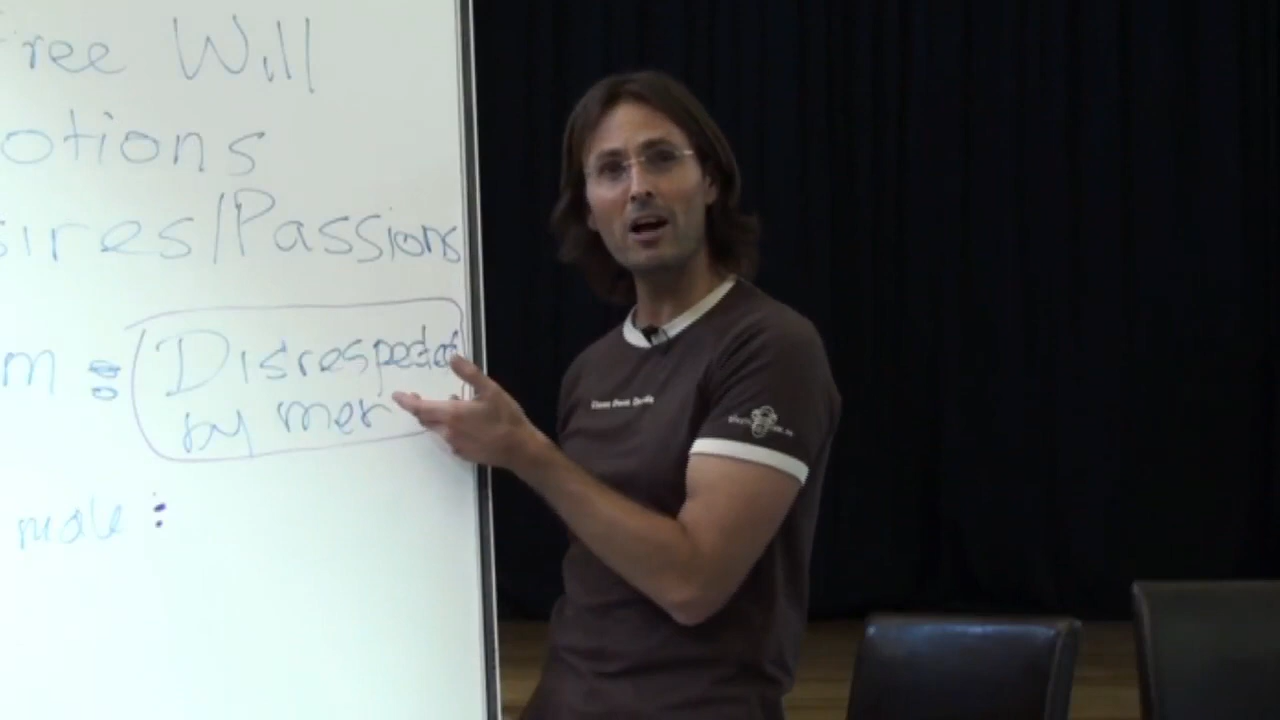 ree Will
otions
sires/Passions
m : Disrespected
by men
male :